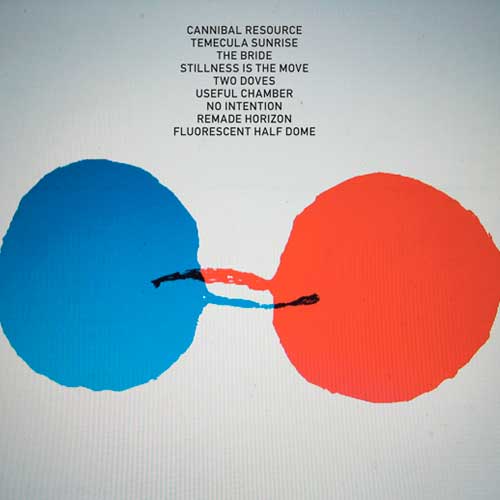 CANNIBAL RESOURCE
TEMECULA SUNRISE
THE BRIDE
STILLNESS IS THE MOVE
TWO DOVES
USEFUL CHAMBER
NO INTENTION
REMADE HORIZON
FLUORESCENT HALF DOME